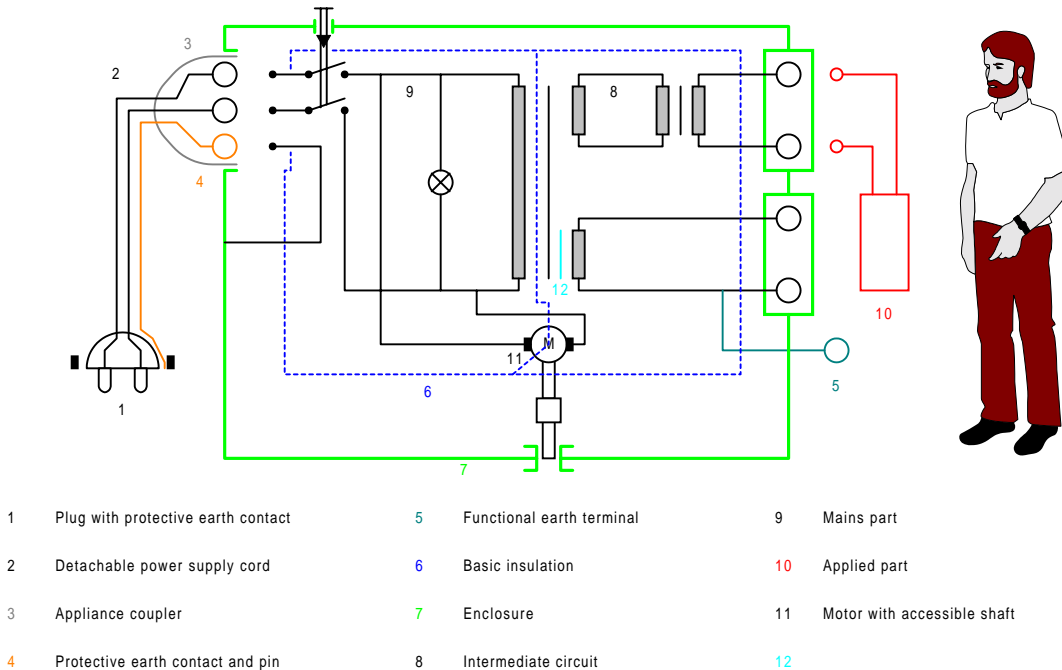 3
2
9
8
4
12
10
M
11
5
6
1
7
1 Plug with protective earth contact 5 Functional earth terminal 9 Mains part
2 Detachable power supply cord 6 Basic insulation 10 Applied part
3 Appliance coupler 7 Enclosure 11 Motor with accessible shaft
4 Protective earth contact and pin 8 Intermediate circuit 12